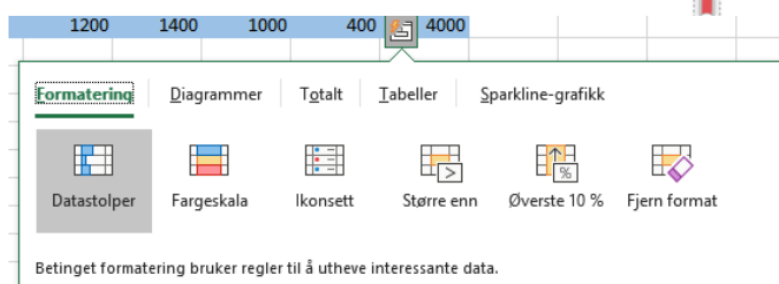 1200 1400 1000 400 4000
Formatering Diagrammer Totalt Tabeller Sparkline-grafikk
> %
Datastolper Fargeskala Ikonsett Større enn Øverste 10 % Fjern format
Betinget formatering bruker regler til å utheve interessante data.